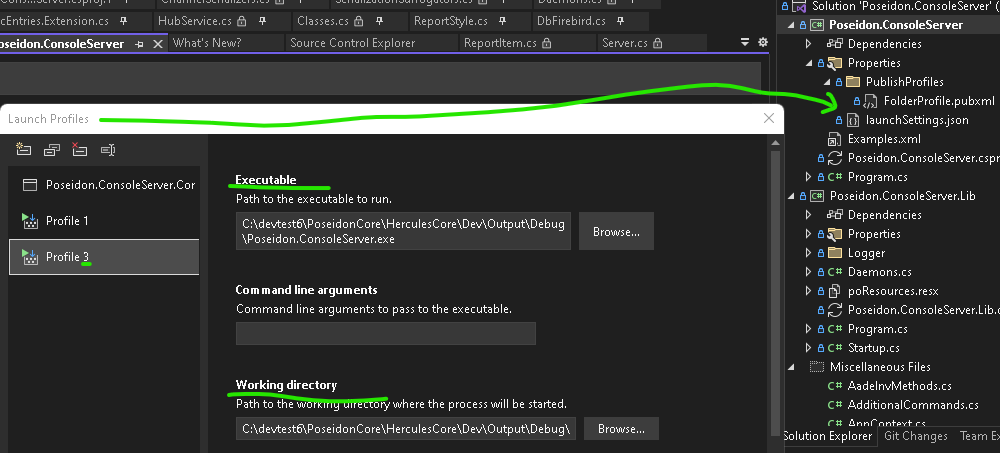 Solution 'Poseidon.ConsoleServer' (
cEntries.Extension.cs
HubService.cs
Classes.cs
ReportStyle.cs
DbFirebird.cs
oseidon.ConsoleServer
What's New?
Source Control Explorer
ReportItem.cs
Server.cs
Launch Profiles
Poseidon.ConsoleServer.Cor
Profile 1
Profile 3
Executable
Path to the executable to run.
C:\devtest6\PoseidonCore\HerculesCore\Dev\Output\Debug
\Poseidon.ConsoleServer.exe
Browse...
Command line arguments
Command line arguments to pass to the executable.
Working directory
Path to the working directory where the process will be started.
C:\devtest6\PoseidonCore\HerculesCore\Dev\Output\Debug\
Browse...
Poseidon.ConsoleServer
Dependencies
Properties
PublishProfiles
FolderProfile.pubxml
launchSettings.json
Examples.xml
Poseidon.ConsoleServer.cspr
Program.cs
Poseidon.ConsoleServer.Lib
Dependencies
Properties
Logger
Daemons.cs
poResources.resx
Poseidon.ConsoleServer.Lib.c
Program.cs
Startup.cs
Miscellaneous Files
AadeInvMethods.cs
AdditionalCommands.cs
AppContext.cs
Solution Explorer
Git Changes
Team Ex